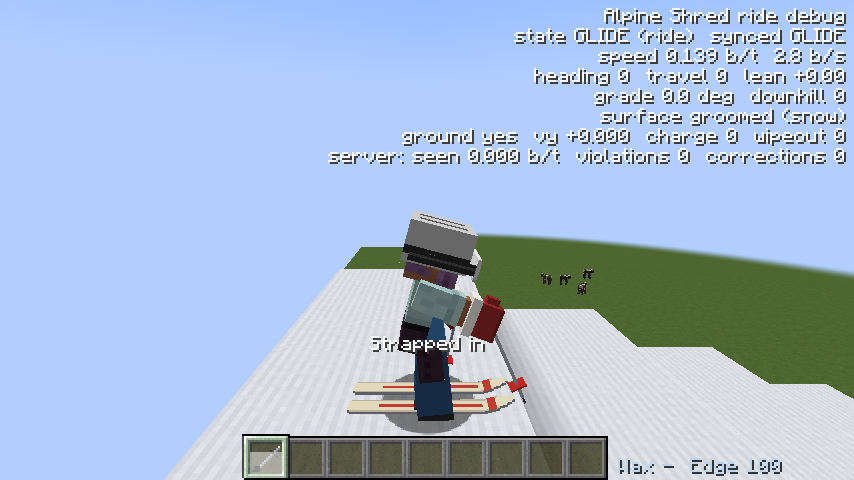 Alpine Shred ride debug
state GLIDE (ride) synced GLIDE
speed 0.139 b/t 2.8 b/s
heading 0 travel 0 lean +0.00
grade 0.0 deg downhill 0
surface groomed (snow)
ground yes vy +0.000 charge 0 wipeout 0
server: seen 0.000 b/t violations 0 corrections 0
Strapped in
Wax - Edge 100